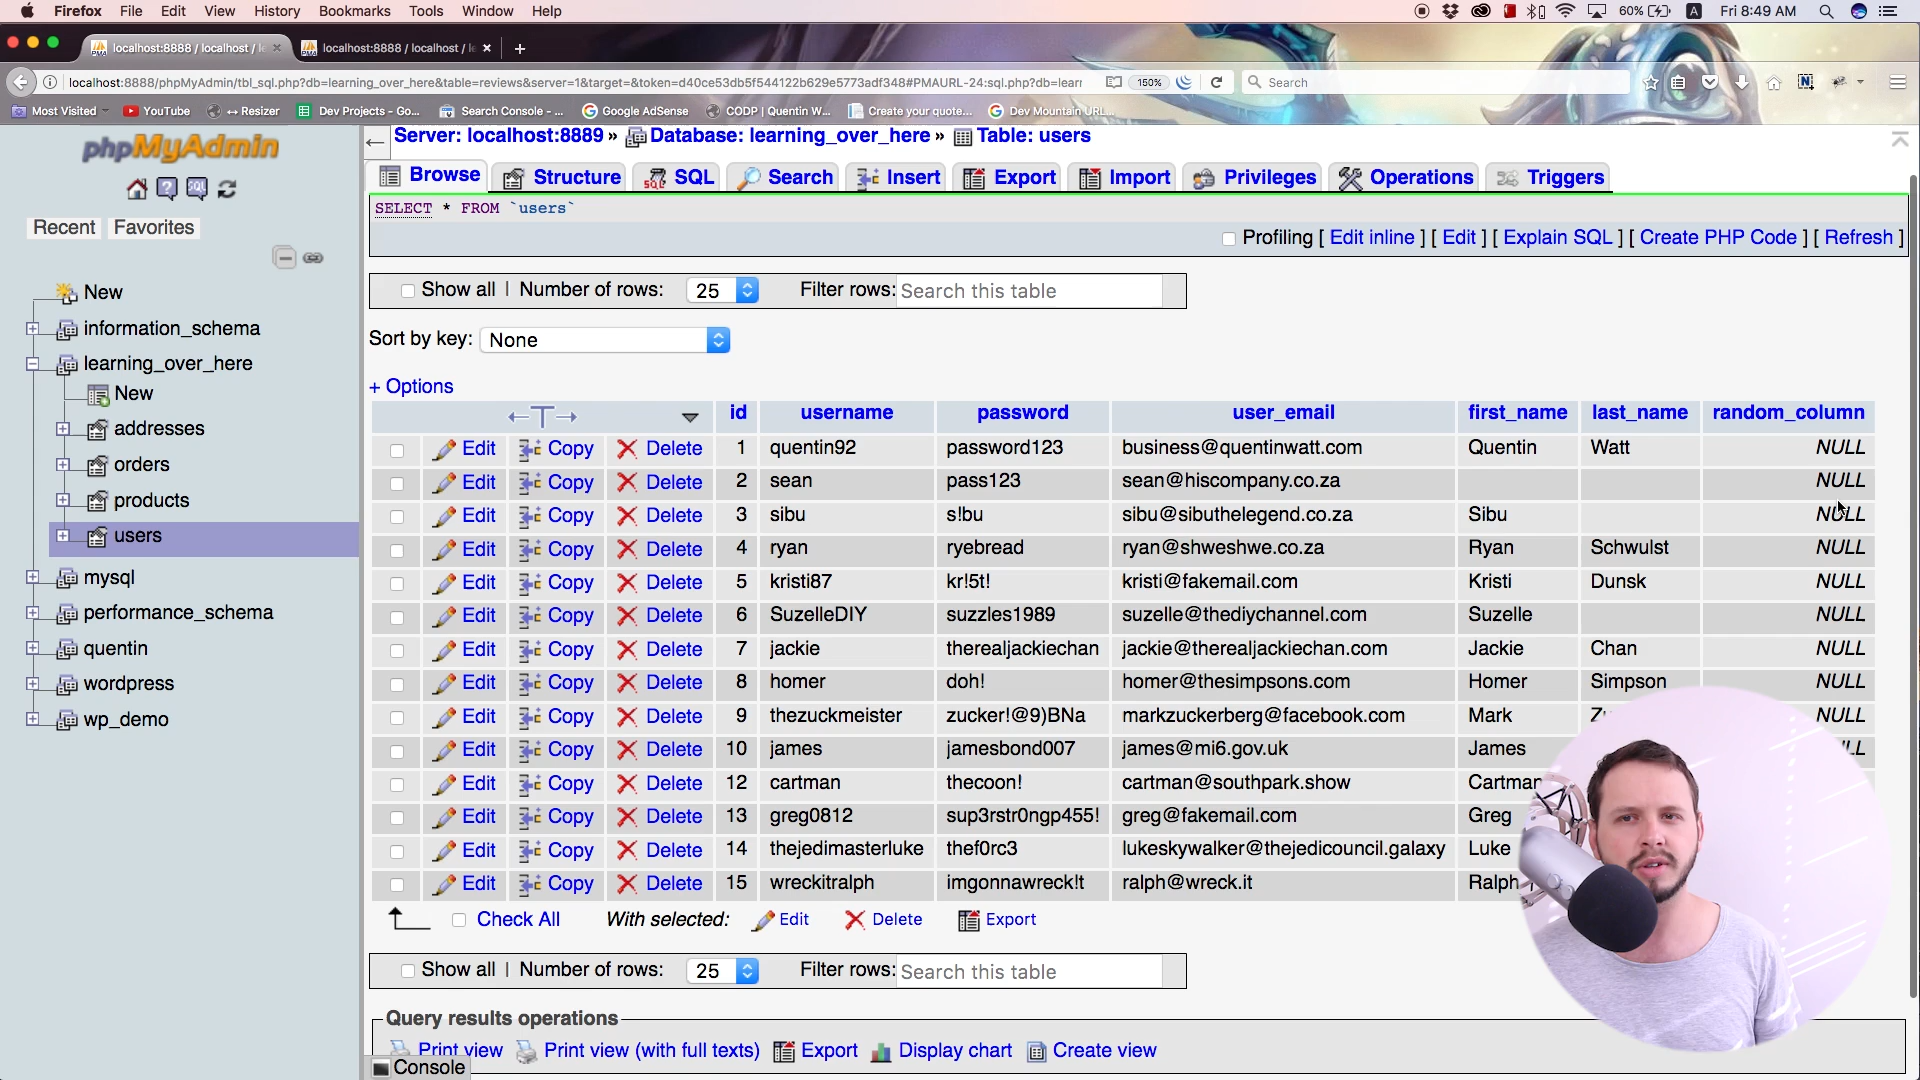 Firefox File Edit View History Bookmarks Tools Window Help 60% A Fri 8:49 AM
localhost:8888 / localhost / le localhost:8888 / localhost / le
localhost:8888/phpMyAdmin/tbl_sql.php?db=learning_over_here&table=reviews&server=1&target=&token=d40ce53db5f544122b629e5773adf348#PMAURL-24:sql.php?db=learn 150% Search
Most Visited YouTube ↔ Resizer Dev Projects - Go... Search Console - ... Google AdSense CODP | Quentin W... Create your quote... Dev Mountain URL...
phpMyAdmin
Recent Favorites
New
information_schema
learning_over_here
New
addresses
orders
products
users
mysql
performance_schema
quentin
wordpress
wp_demo
Server: localhost:8889 » Database: learning_over_here » Table: users
Browse Structure SQL Search Insert Export Import Privileges Operations Triggers
SELECT * FROM `users`
Profiling [ Edit inline ] [ Edit ] [ Explain SQL ] [ Create PHP Code ] [ Refresh ]
Show all | Number of rows: 25 Filter rows: Search this table
Sort by key: None
+ Options
←T→ id username password user_email first_name last_name random_column
Edit Copy Delete 1 quentin92 password123 business@quentinwatt.com Quentin Watt NULL
Edit Copy Delete 2 sean pass123 sean@hiscompany.co.za NULL
Edit Copy Delete 3 sibu s!bu sibu@sibuthelegend.co.za Sibu NULL
Edit Copy Delete 4 ryan ryebread ryan@shweshwe.co.za Ryan Schwulst NULL
Edit Copy Delete 5 kristi87 kr!5t! kristi@fakemail.com Kristi Dunsk NULL
Edit Copy Delete 6 SuzelleDIY suzzles1989 suzelle@thediychannel.com Suzelle NULL
Edit Copy Delete 7 jackie therealjackiechan jackie@therealjackiechan.com Jackie Chan NULL
Edit Copy Delete 8 homer doh! homer@thesimpsons.com Homer Simpson NULL
Edit Copy Delete 9 thezuckmeister zucker!@9)BNa markzuckerberg@facebook.com Mark NULL
Edit Copy Delete 10 james jamesbond007 james@mi6.gov.uk James
Edit Copy Delete 12 cartman thecoon! cartman@southpark.show Cartman
Edit Copy Delete 13 greg0812 sup3rstr0ngp455! greg@fakemail.com Greg
Edit Copy Delete 14 thejedimasterluke thef0rc3 lukeskywalker@thejedicouncil.galaxy Luke
Edit Copy Delete 15 wreckitralph imgonnawreck!t ralph@wreck.it Ralph
Check All With selected: Edit Delete Export
Show all | Number of rows: 25 Filter rows: Search this table
Query results operations
Print view Print view (with full texts) Export Display chart Create view
Console